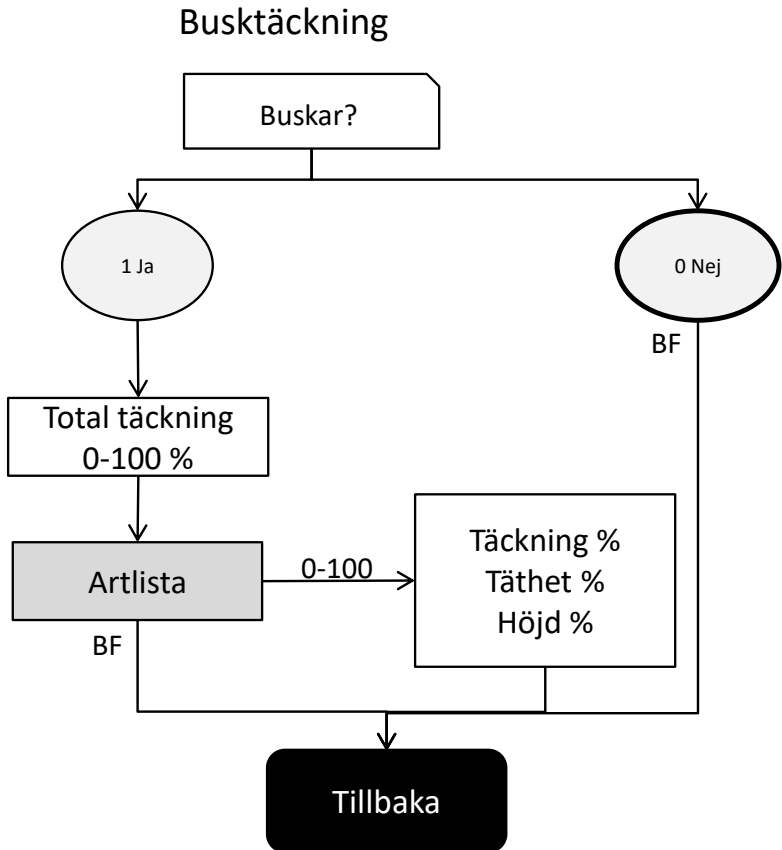 Busktäckning
Buskar?
1 Ja
0 Nej
BF
Total täckning
0-100 %
Artlista
0-100
Täckning %
Täthet %
Höjd %
BF
Tillbaka